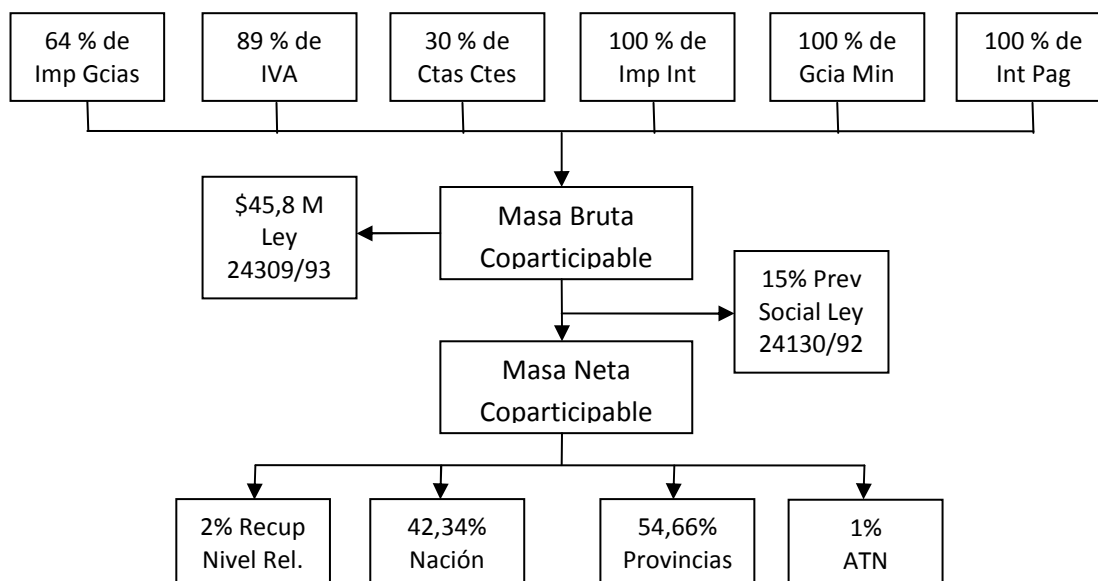 64 % de
Imp Gcias
89 % de
IVA
30 % de
Ctas Ctes
100 % de
Imp Int
100 % de
Gcia Min
100 % de
Int Pag
$45,8 M
Ley
24309/93
Masa Bruta
Coparticipable
15% Prev
Social Ley
24130/92
Masa Neta
Coparticipable
2% Recup
Nivel Rel.
42,34%
Nación
54,66%
Provincias
1%
ATN